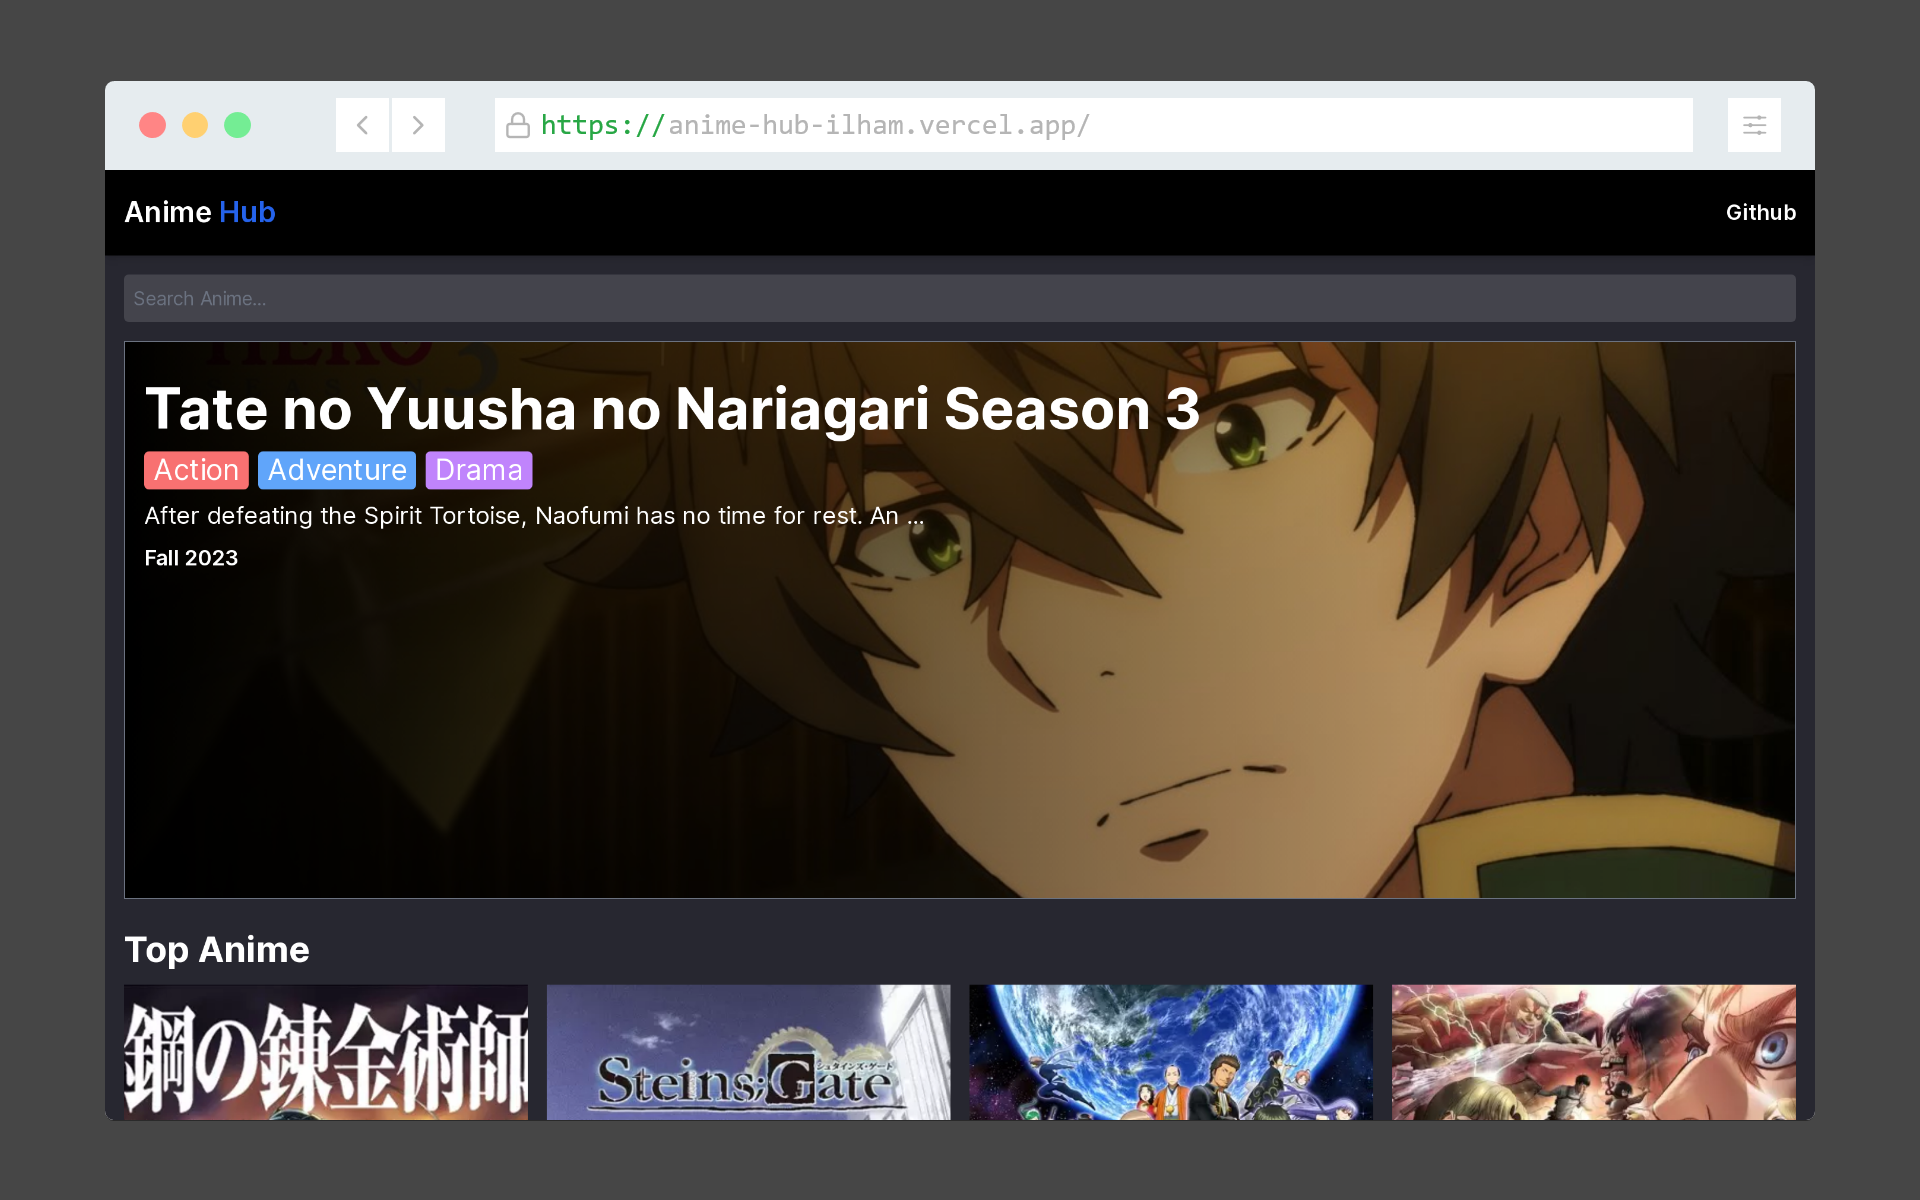 https://anime-hub-ilham.vercel.app/
Anime Hub
Github
Search Anime...
HERO 3
Tate no Yuusha no Nariagari Season 3
Action Adventure Drama
After defeating the Spirit Tortoise, Naofumi has no time for rest. An ...
Fall 2023
Top Anime
鋼の錬金術師
シュタインズ・ゲート
Steins;Gate